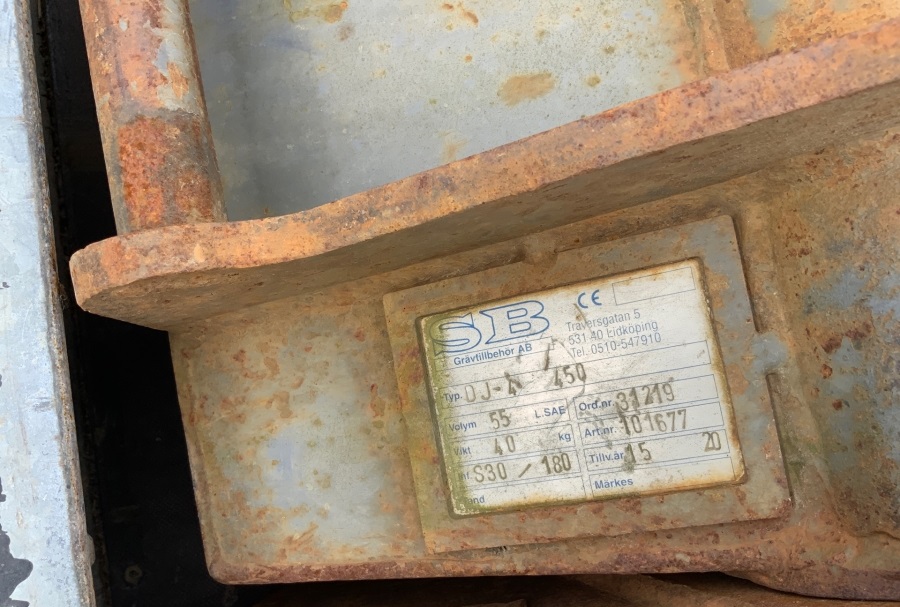 SB CE
Grävtillbehör AB
Traversgatan 5
531 40 Lidköping
Tel. 0510-547910
Typ. DJ-4 / 450
Volym 55 L.SAE
Ord.nr. 31219
Vikt 40 kg
Art.nr. 101677
S30 / 180
Tillv.år 15 20
Märkes